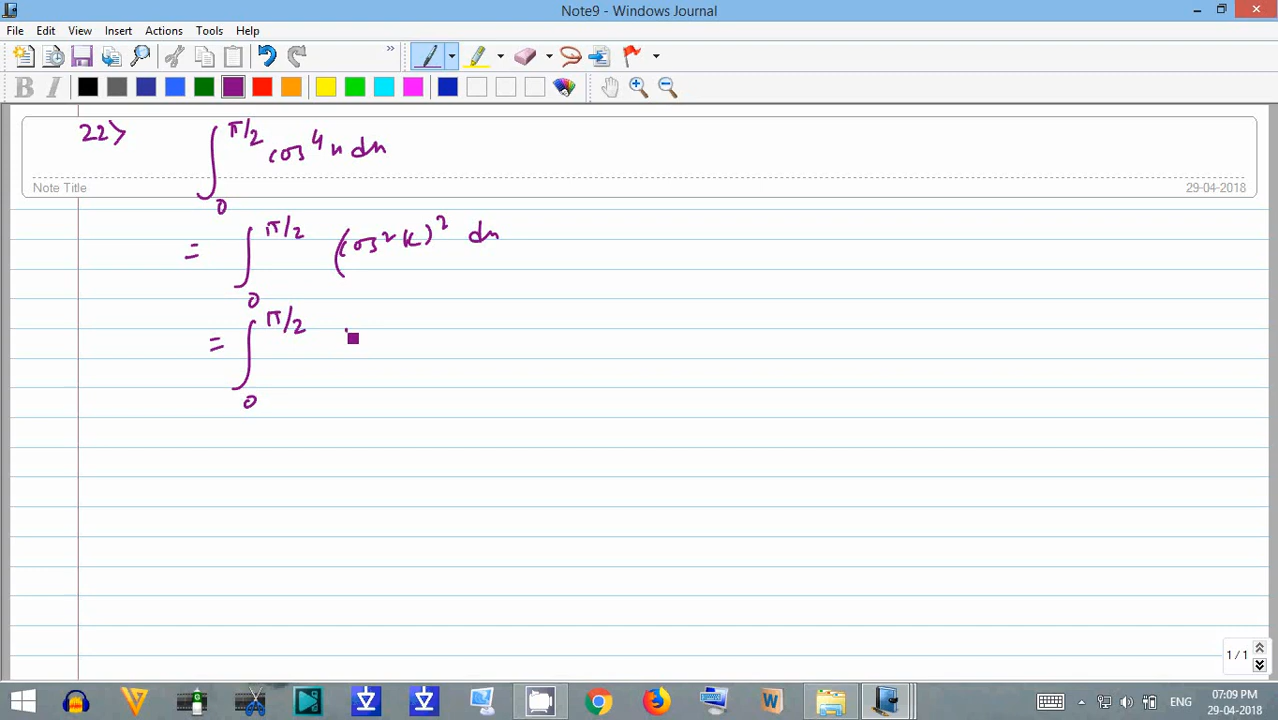 Note9 - Windows Journal
File Edit View Insert Actions Tools Help
B I
22> ∫₀^π/2 cos⁴x dx
Note Title 29-04-2018
= ∫₀^π/2 (cos²x)² dx
= ∫₀^π/2
1 / 1
W ENG 07:09 PM
29-04-2018